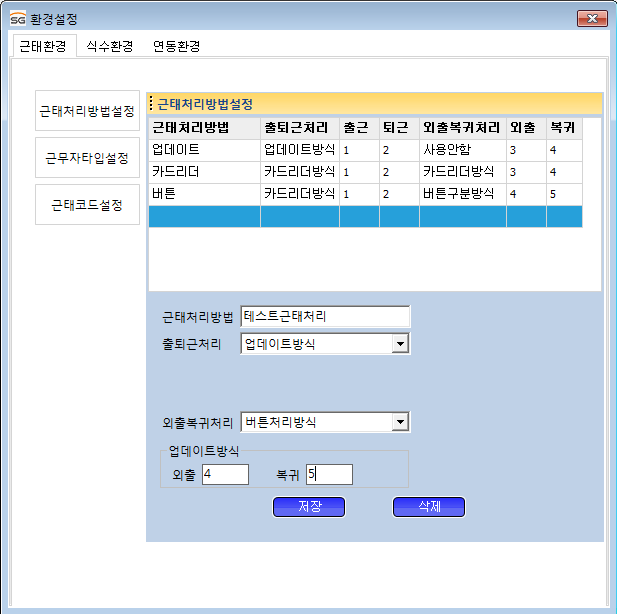 SG 환경설정
근태환경 식수환경 연동환경
근태처리방법설정
근무자타입설정
근태코드설정
근태처리방법설정
근태처리방법 출퇴근처리 출근 퇴근 외출복귀처리 외출 복귀
업데이트 업데이트방식 1 2 사용안함 3 4
카드리더 카드리더방식 1 2 카드리더방식 3 4
버튼 카드리더방식 1 2 버튼구분방식 4 5
근태처리방법 테스트근태처리
출퇴근처리 업데이트방식
외출복귀처리 버튼처리방식
업데이트방식
외출 4 복귀 5
저장 삭제